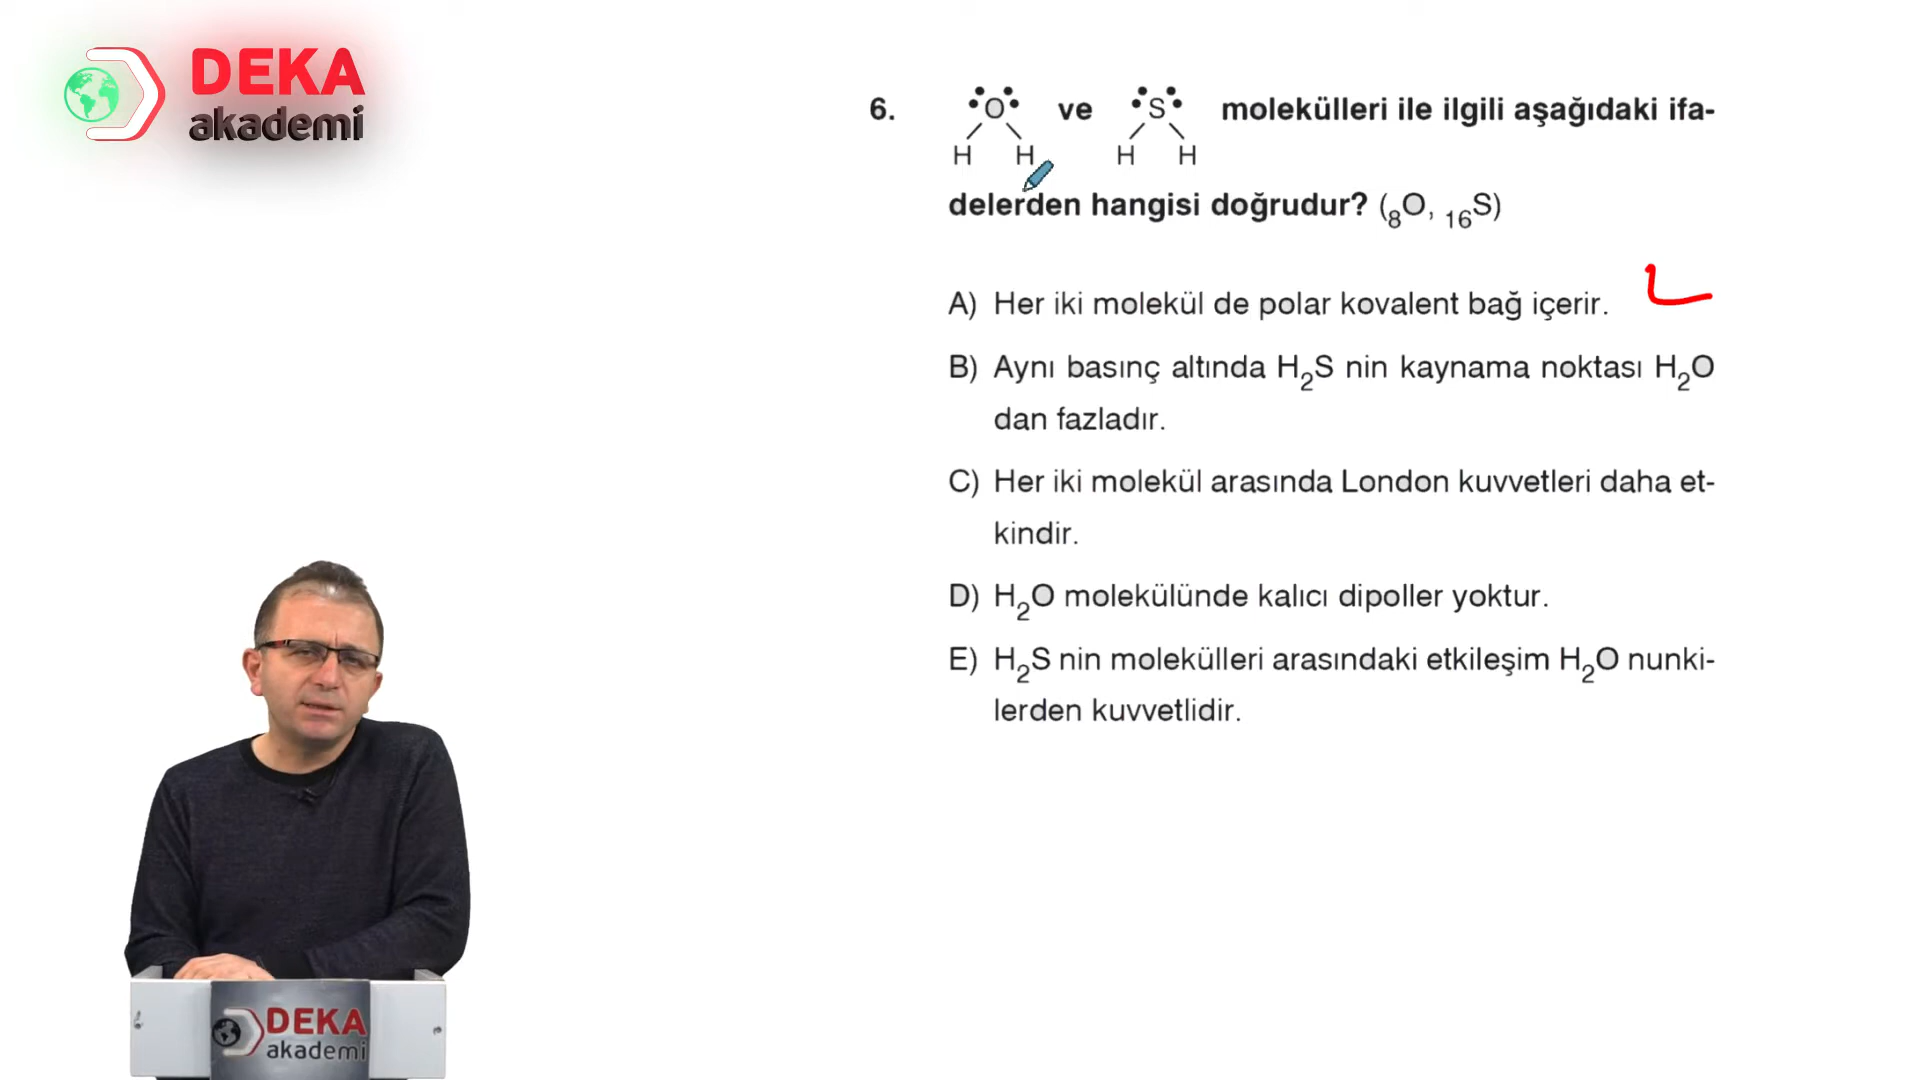 DEKA
akademi
6. O ve S molekülleri ile ilgili aşağıdaki ifa-
H H H H
delerden hangisi doğrudur? (₈O, ₁₆S)
A) Her iki molekül de polar kovalent bağ içerir.
B) Aynı basınç altında H₂S nin kaynama noktası H₂O
dan fazladır.
C) Her iki molekül arasında London kuvvetleri daha et-
kindir.
D) H₂O molekülünde kalıcı dipoller yoktur.
E) H₂S nin molekülleri arasındaki etkileşim H₂O nunki-
lerden kuvvetlidir.
DEKA
akademi